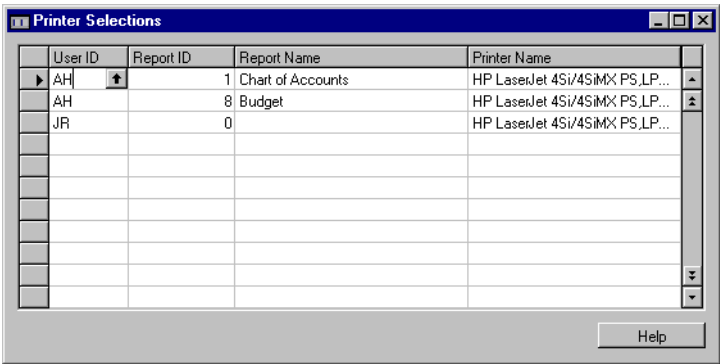 Printer Selections
User ID Report ID Report Name Printer Name
AH 1 Chart of Accounts HP LaserJet 4Si/4SiMX PS,LP...
AH 8 Budget HP LaserJet 4Si/4SiMX PS,LP...
JR 0 HP LaserJet 4Si/4SiMX PS,LP...
Help